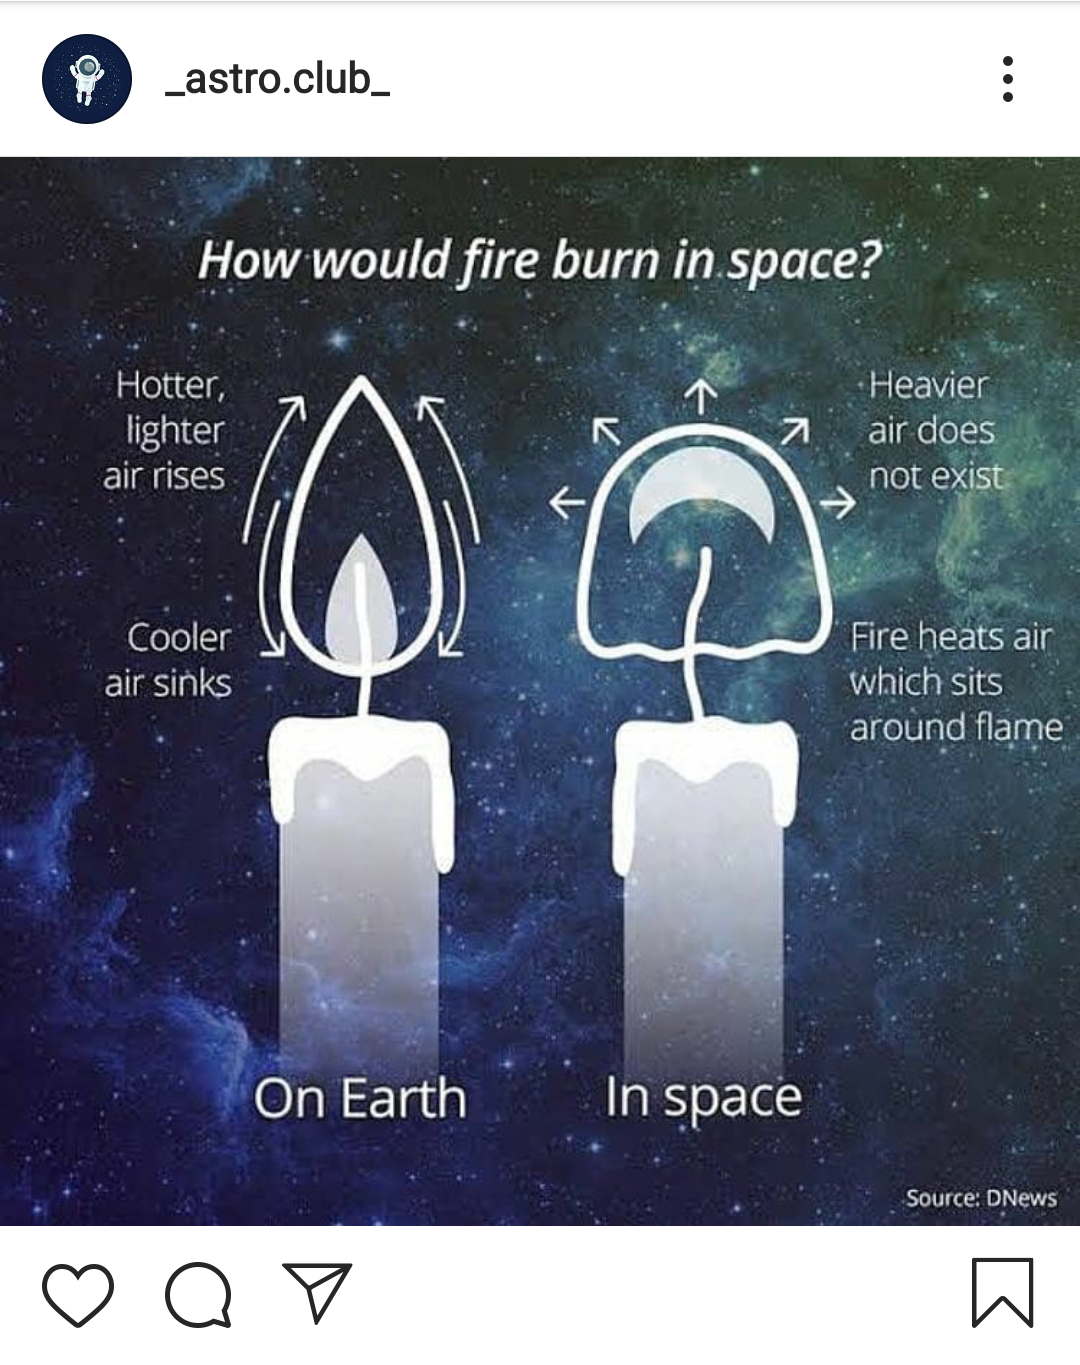 _astro.club_
How would fire burn in space?
Hotter,
lighter
air rises
Cooler
air sinks
Heavier
air does
not exist
Fire heats air
which sits
around flame
On Earth
In space
Source: DNews